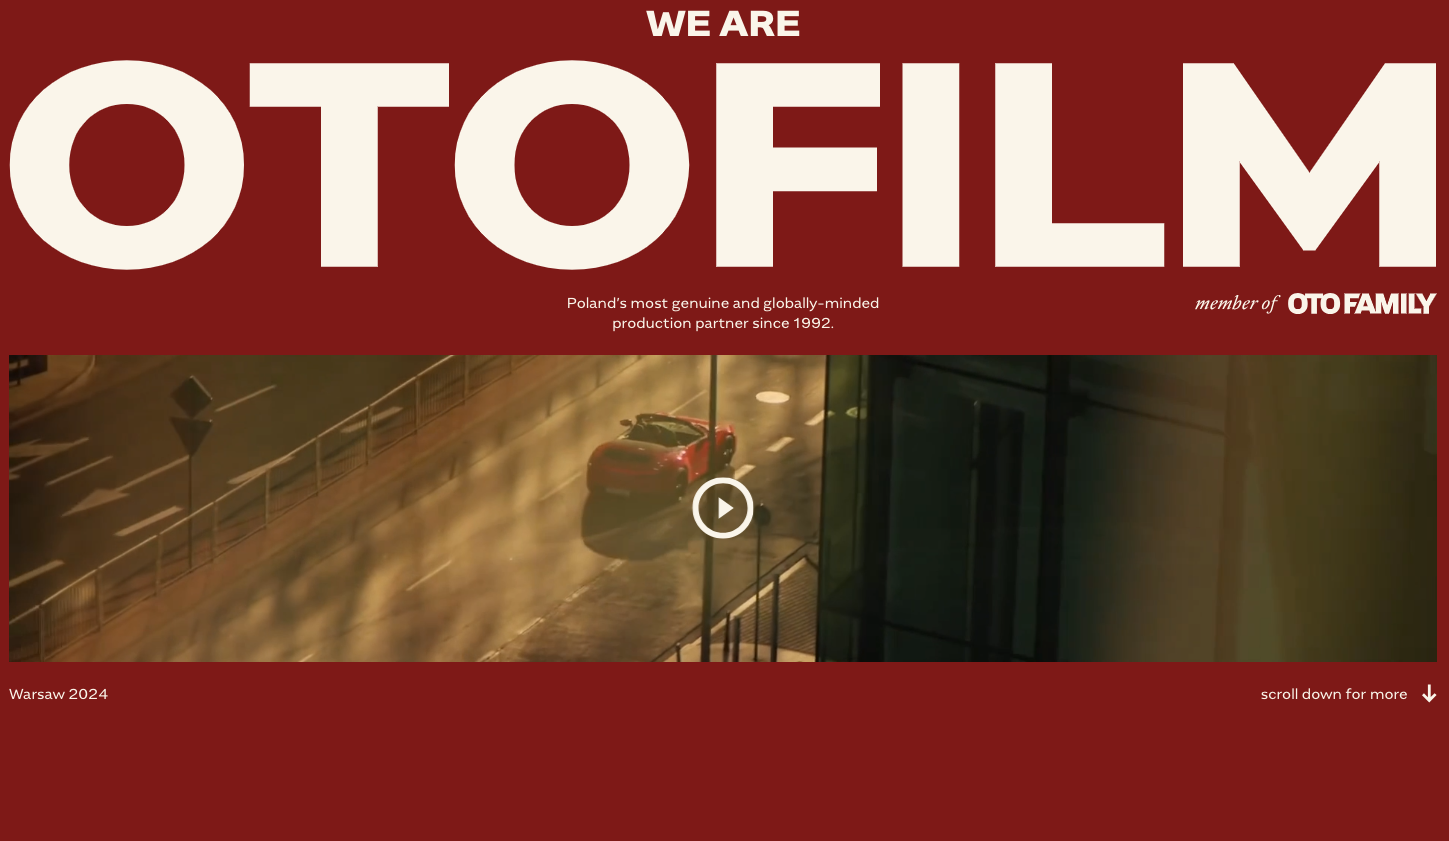 WE ARE
OTOFILM
Poland's most genuine and globally-minded
production partner since 1992.
member of OTO FAMILY
Warsaw 2024
scroll down for more